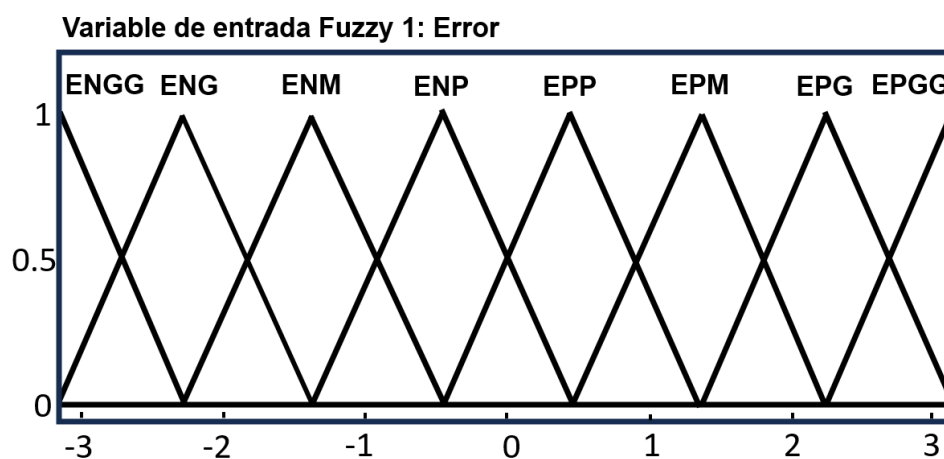 Variable de entrada Fuzzy 1: Error
ENGG ENG ENM ENP EPP EPM EPG EPGG
1
0.5
0
-3 -2 -1 0 1 2 3